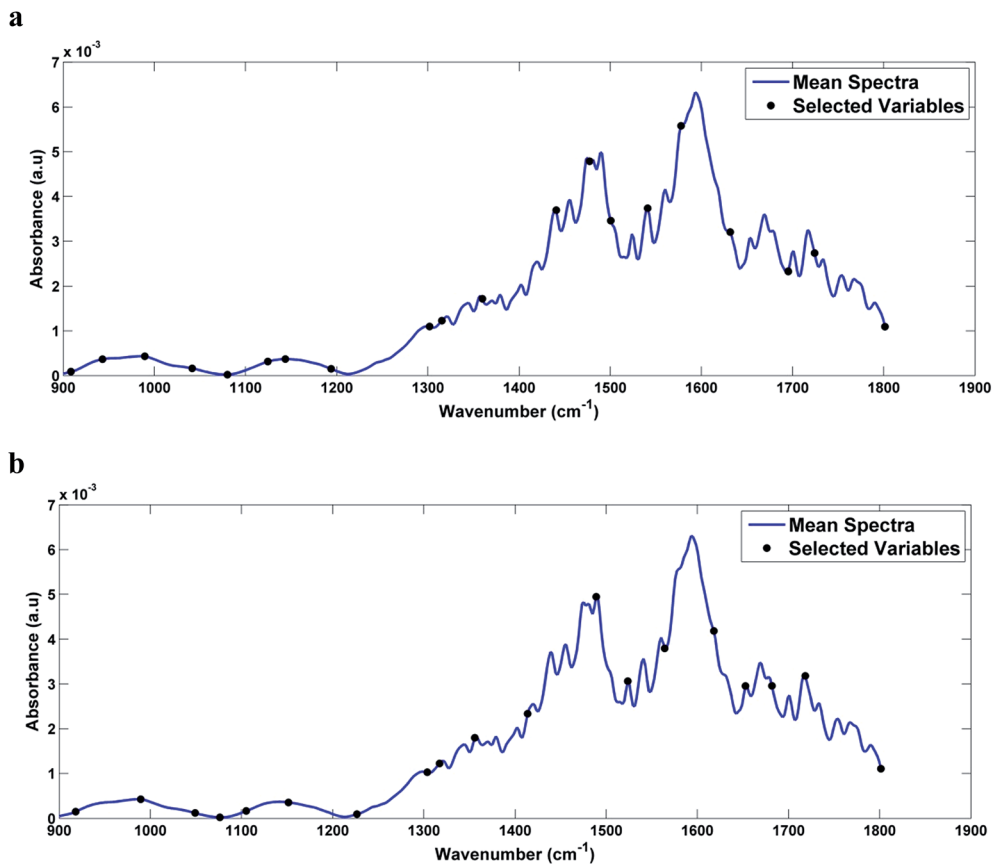 a
x 10-3
7
6
5
4
3
2
1
0
Absorbance (a.u)
Mean Spectra
Selected Variables
900 1000 1100 1200 1300 1400 1500 1600 1700 1800 1900
Wavenumber (cm-1)
b
x 10-3
7
6
5
4
3
2
1
0
Absorbance (a.u)
Mean Spectra
Selected Variables
900 1000 1100 1200 1300 1400 1500 1600 1700 1800 1900
Wavenumber (cm-1)